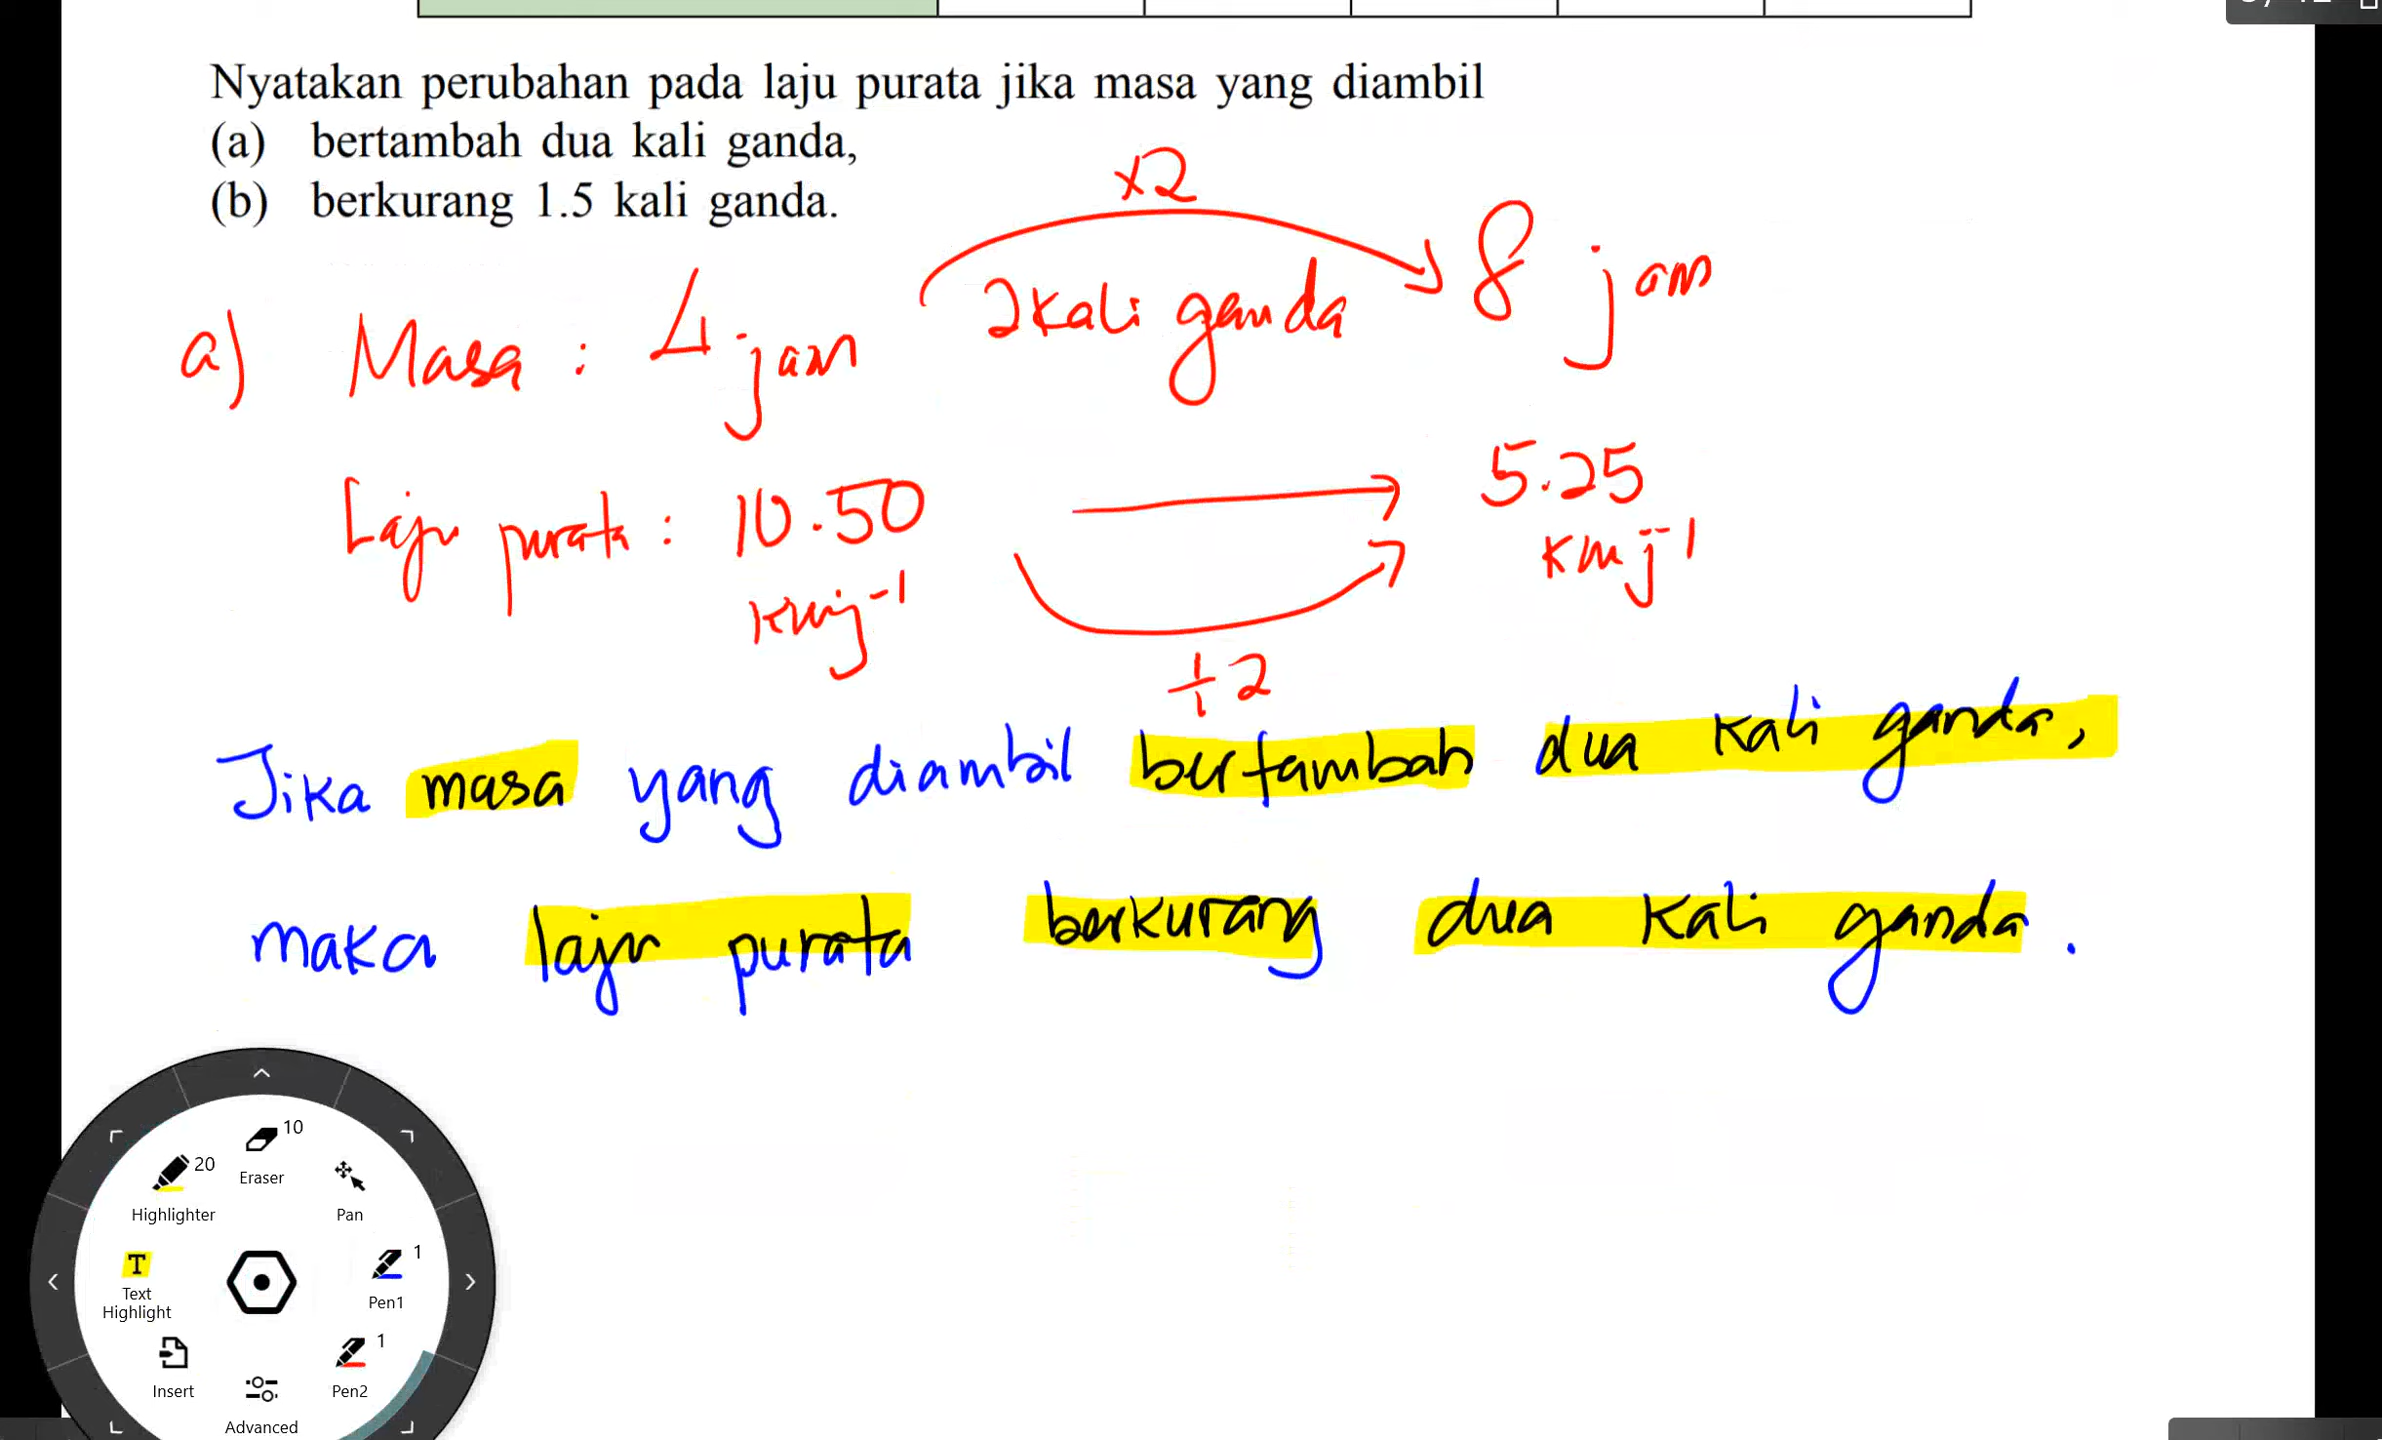 Nyatakan perubahan pada laju purata jika masa yang diambil
(a) bertambah dua kali ganda,
(b) berkurang 1.5 kali ganda.
×2
a) Masa : 4 jam 2 kali ganda 8 jam
Laju purata : 10.50 5.25
kmj⁻¹ kmj⁻¹
÷2
Jika masa yang diambil bertambah dua kali ganda,
maka laju purata berkurang dua kali ganda.
10
Eraser
20
Highlighter
Pan
T
Text
Highlight
1
Pen1
Insert
1
Pen2
Advanced